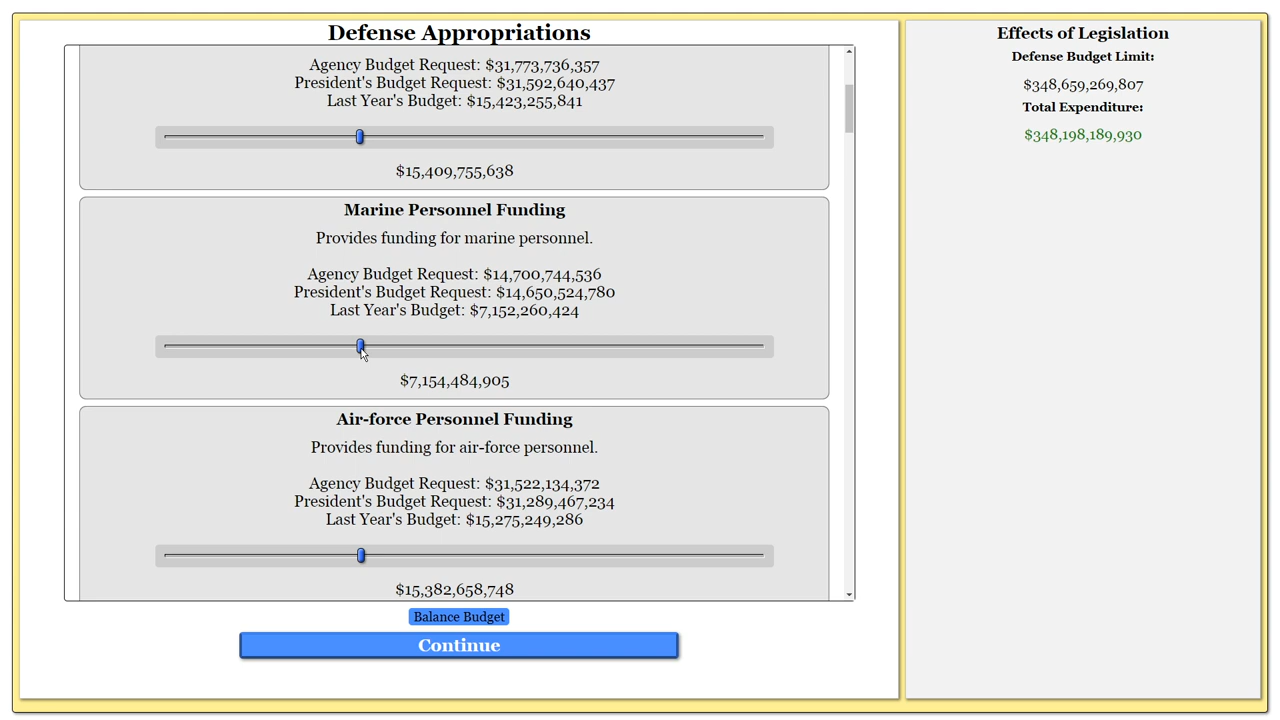 Defense Appropriations
Agency Budget Request: $31,773,736,357
President's Budget Request: $31,592,640,437
Last Year's Budget: $15,423,255,841
$15,409,755,638
Marine Personnel Funding
Provides funding for marine personnel.
Agency Budget Request: $14,700,744,536
President's Budget Request: $14,650,524,780
Last Year's Budget: $7,152,260,424
$7,154,484,905
Air-force Personnel Funding
Provides funding for air-force personnel.
Agency Budget Request: $31,522,134,372
President's Budget Request: $31,289,467,234
Last Year's Budget: $15,275,249,286
$15,382,658,748
Balance Budget
Continue
Effects of Legislation
Defense Budget Limit:
$348,659,269,807
Total Expenditure:
$348,198,189,930